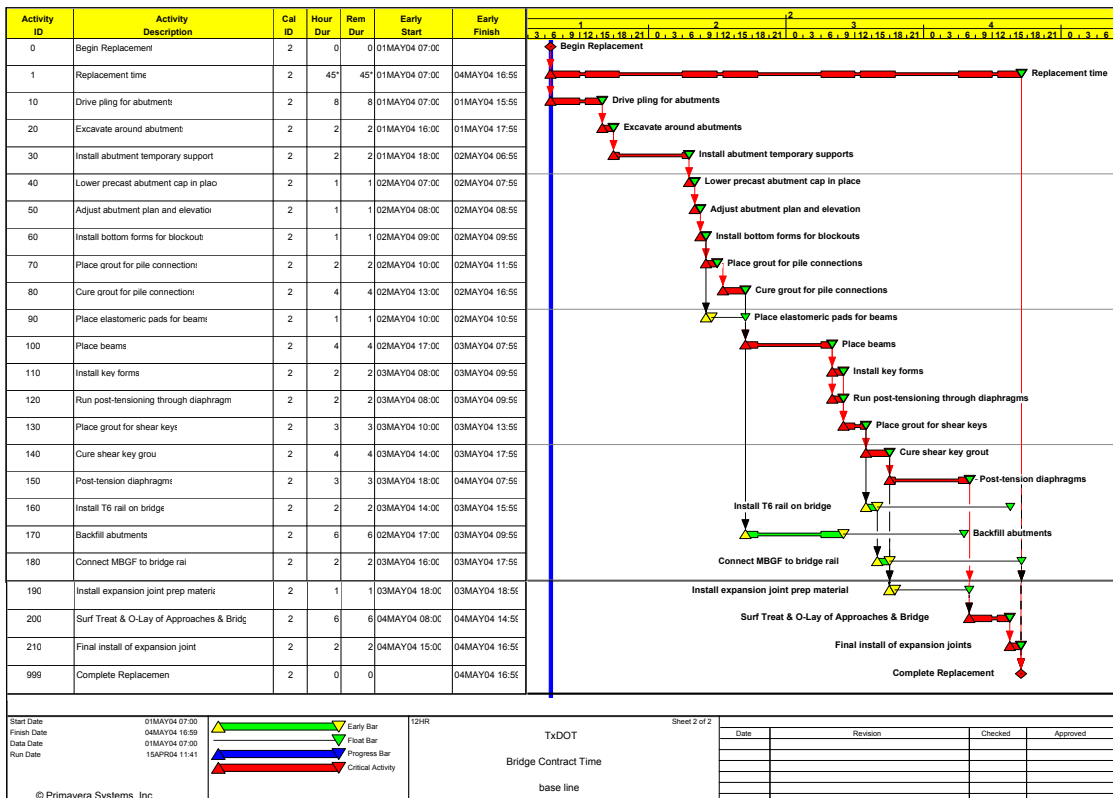 Activity ID Activity Description Cal ID Hour Dur Rem Dur Early Start Early Finish
2
1 2 3 4
3 6 9 12 15 18 21 0 3 6 9 12 15 18 21 0 3 6 9 12 15 18 21 0 3 6 9 12 15 18 21 0 3 6
0 Begin Replacement 2 0 0 01MAY04 07:00 Begin Replacement
1 Replacement time 2 45* 45* 01MAY04 07:00 04MAY04 16:59 Replacement time
10 Drive pling for abutments 2 8 8 01MAY04 07:00 01MAY04 15:59 Drive pling for abutments
20 Excavate around abutments 2 2 2 01MAY04 16:00 01MAY04 17:59 Excavate around abutments
30 Install abutment temporary support 2 2 2 01MAY04 18:00 02MAY04 06:59 Install abutment temporary supports
40 Lower precast abutment cap in plac 2 1 1 02MAY04 07:00 02MAY04 07:59 Lower precast abutment cap in place
50 Adjust abutment plan and elevation 2 1 1 02MAY04 08:00 02MAY04 08:59 Adjust abutment plan and elevation
60 Install bottom forms for blockouts 2 1 1 02MAY04 09:00 02MAY04 09:59 Install bottom forms for blockouts
70 Place grout for pile connections 2 2 2 02MAY04 10:00 02MAY04 11:59 Place grout for pile connections
80 Cure grout for pile connections 2 4 4 02MAY04 13:00 02MAY04 16:59 Cure grout for pile connections
90 Place elastomeric pads for beams 2 1 1 02MAY04 10:00 02MAY04 10:59 Place elastomeric pads for beams
100 Place beams 2 4 4 02MAY04 17:00 03MAY04 07:59 Place beams
110 Install key forms 2 2 2 03MAY04 08:00 03MAY04 09:59 Install key forms
120 Run post-tensioning through diaphragm 2 2 2 03MAY04 08:00 03MAY04 09:59 Run post-tensioning through diaphragms
130 Place grout for shear keys 2 3 3 03MAY04 10:00 03MAY04 13:59 Place grout for shear keys
140 Cure shear key grou 2 4 4 03MAY04 14:00 03MAY04 17:59 Cure shear key grout
150 Post-tension diaphragms 2 3 3 03MAY04 18:00 04MAY04 07:59 Post-tension diaphragms
160 Install T6 rail on bridge 2 2 2 03MAY04 14:00 03MAY04 15:59 Install T6 rail on bridge
170 Backfill abutments 2 6 6 02MAY04 17:00 03MAY04 09:59 Backfill abutments
180 Connect MBGF to bridge rai 2 2 2 03MAY04 16:00 03MAY04 17:59 Connect MBGF to bridge rail
190 Install expansion joint prep materia 2 1 1 03MAY04 18:00 03MAY04 18:59 Install expansion joint prep material
200 Surf Treat & O-Lay of Approaches & Bridg 2 6 6 04MAY04 08:00 04MAY04 14:59 Surf Treat & O-Lay of Approaches & Bridge
210 Final install of expansion joint 2 2 2 04MAY04 15:00 04MAY04 16:59 Final install of expansion joints
999 Complete Replacemen 2 0 0 04MAY04 16:59 Complete Replacement
Start Date 01MAY04 07:00
Finish Date 04MAY04 16:59
Data Date 01MAY04 07:00
Run Date 15APR04 11:41
© Primavera Systems, Inc.
Early Bar
Float Bar
Progress Bar
Critical Activity
12HR
Sheet 2 of 2
TxDOT
Bridge Contract Time
base line
Date Revision Checked Approved